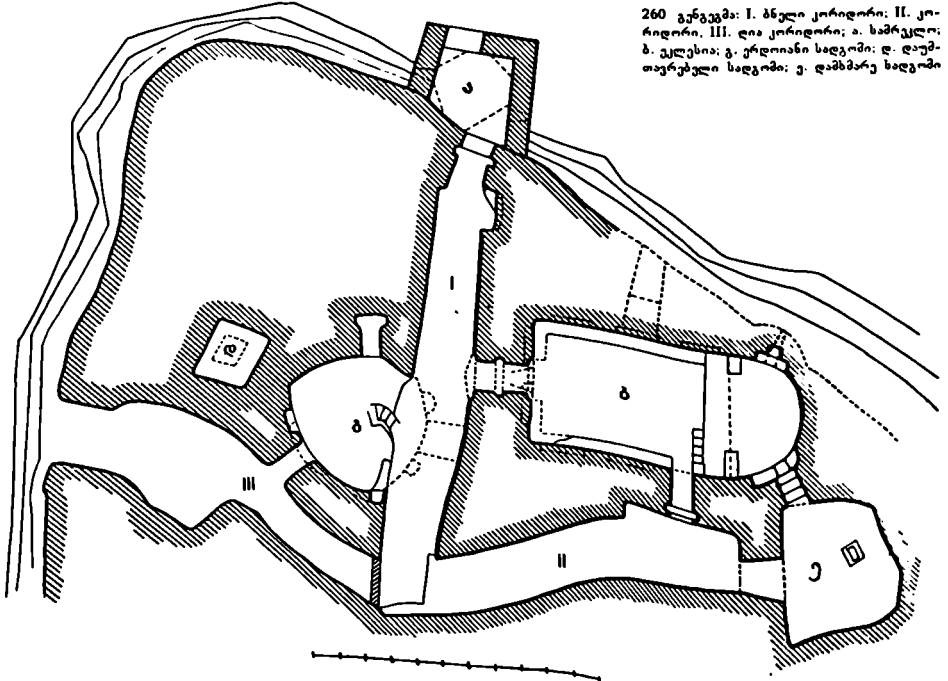 260 გენგეგმა: I. ბნელი კორიდორი; II. კო-
რიდორი, III. ღია კორიდორი; ა. სამრეკლო;
ბ. ეკლესია; გ. ერდოიანი სადგომი; დ. დაუმ-
თავრებელი სადგომი; ე. დამხმარე სადგომი
ა
I
დ
ბ
გ
III
II
ე